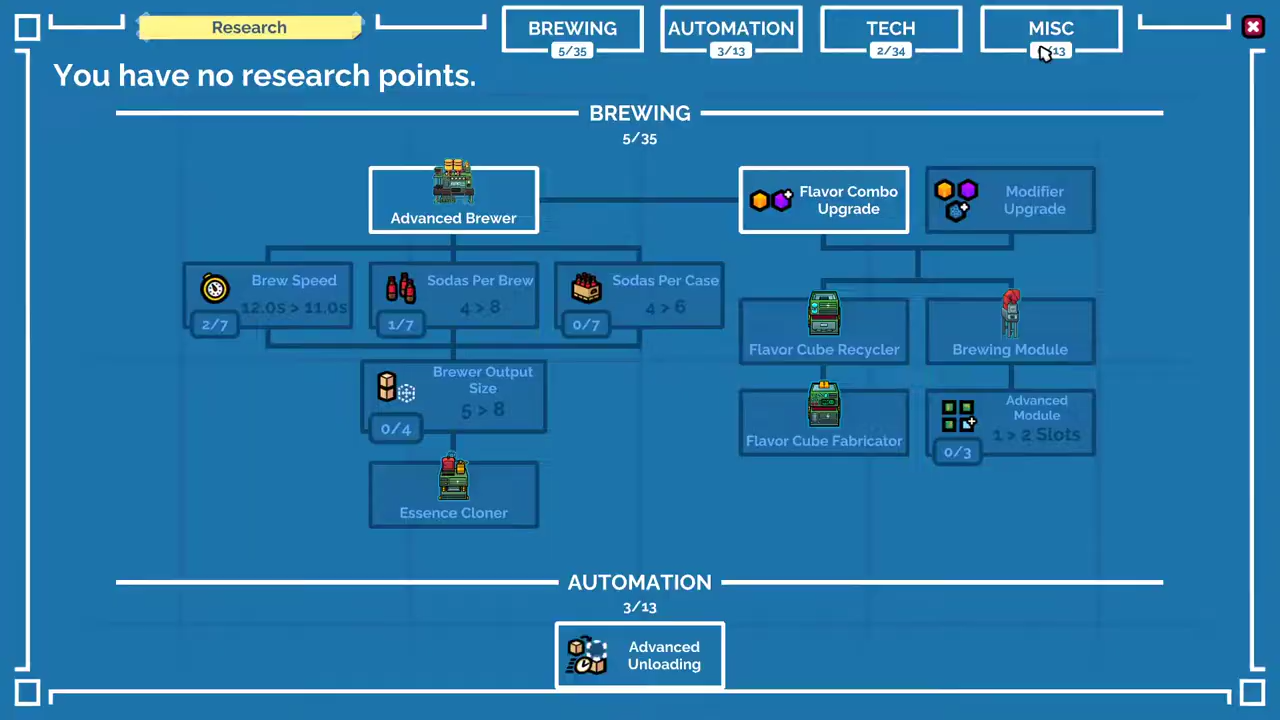 Research
BREWING
5/35
AUTOMATION
3/13
TECH
2/34
MISC
You have no research points.
BREWING
5/35
Advanced Brewer
Flavor Combo
Upgrade
Modifier
Upgrade
Brew Speed
12.0s > 11.0s
2/7
Sodas Per Brew
4 > 8
1/7
Sodas Per Case
4 > 6
0/7
Flavor Cube Recycler
Brewing Module
Brewer Output
Size
5 > 8
0/4
Flavor Cube Fabricator
Advanced
Module
1 > 2 Slots
0/3
Essence Cloner
AUTOMATION
3/13
Advanced
Unloading